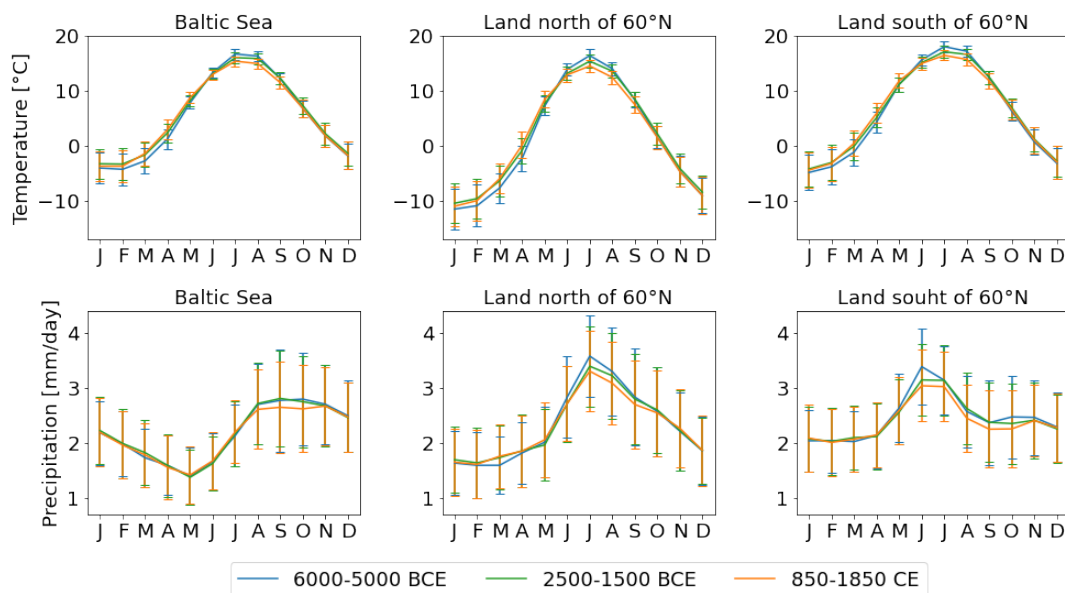 Baltic Sea Land north of 60°N Land south of 60°N
Temperature [°C]
20
10
0
−10
J F M A M J J A S O N D
J F M A M J J A S O N D
20
10
0
−10
J F M A M J J A S O N D
20
10
0
−10
Baltic Sea Land north of 60°N Land souht of 60°N
Precipitation [mm/day]
4
3
2
1
J F M A M J J A S O N D
4
3
2
1
J F M A M J J A S O N D
4
3
2
1
J F M A M J J A S O N D
6000-5000 BCE 2500-1500 BCE 850-1850 CE